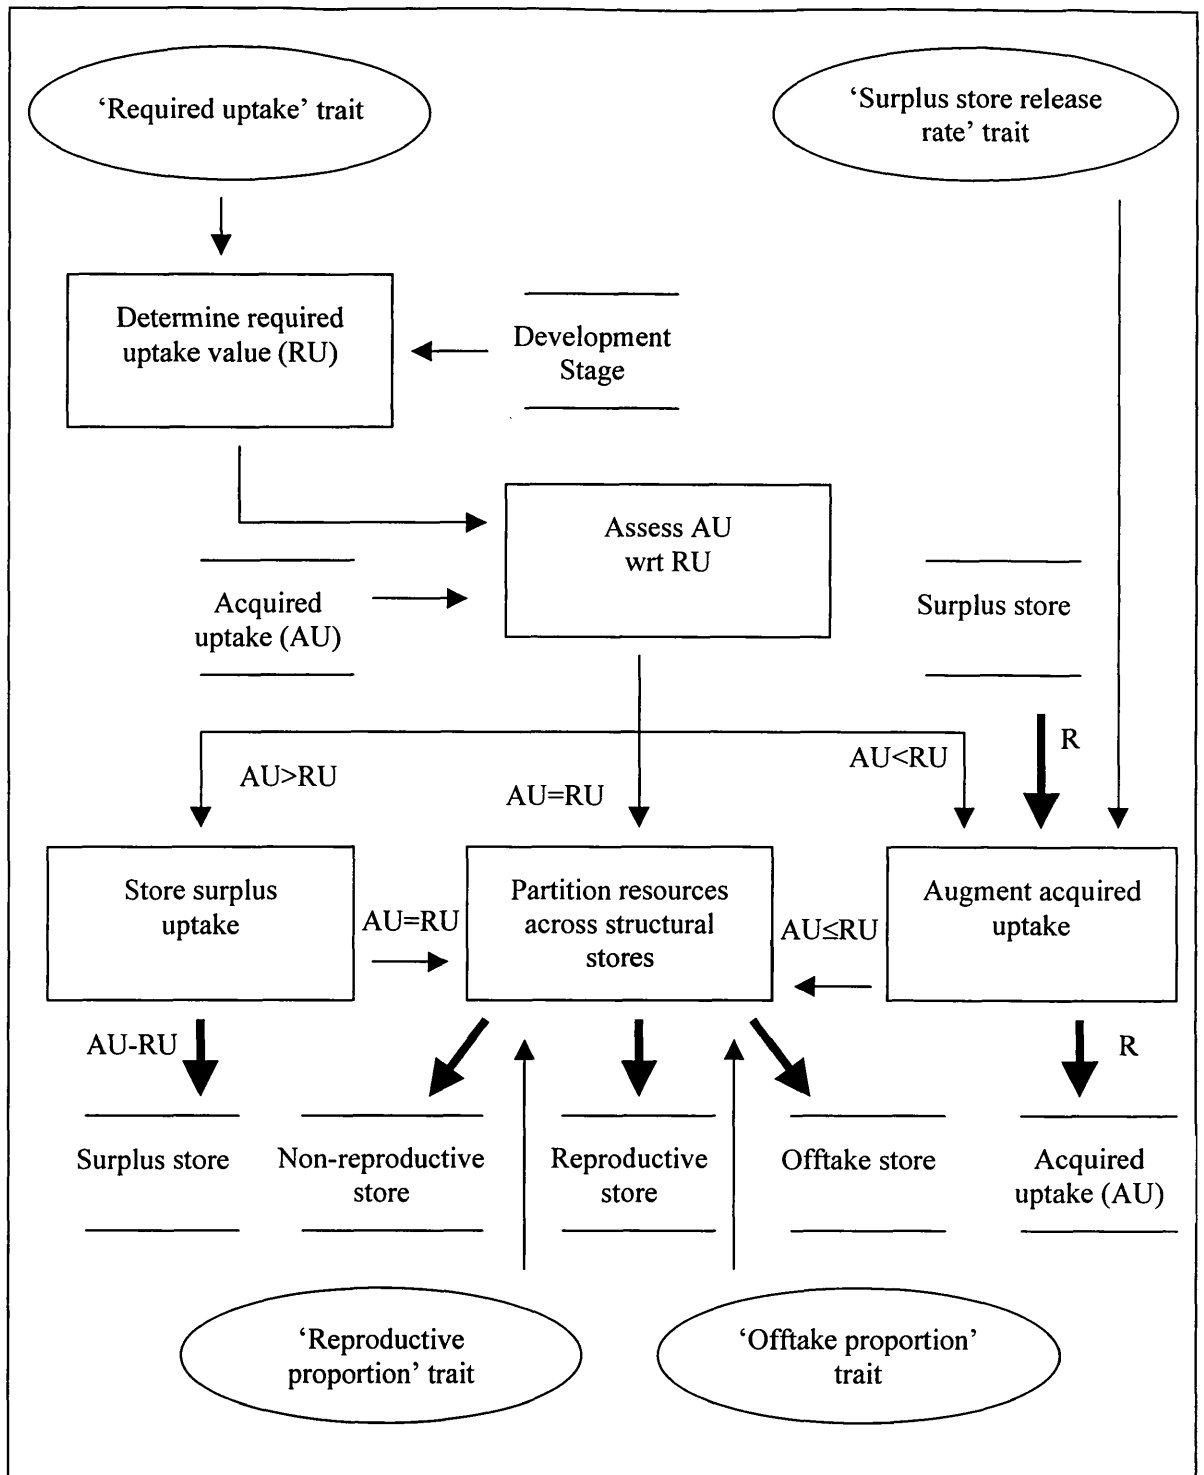 ‘Required uptake’ trait
‘Surplus store release
rate’ trait
Determine required
uptake value (RU)
Development
Stage
Assess AU
wrt RU
Acquired
uptake (AU)
Surplus store
R
AU>RU
AU=RU
AU<RU
Store surplus
uptake
AU=RU
Partition resources
across structural
stores
AU≤RU
Augment acquired
uptake
AU-RU
R
Surplus store
Non-reproductive
store
Reproductive
store
Offtake store
Acquired
uptake (AU)
‘Reproductive
proportion’ trait
‘Offtake proportion’
trait